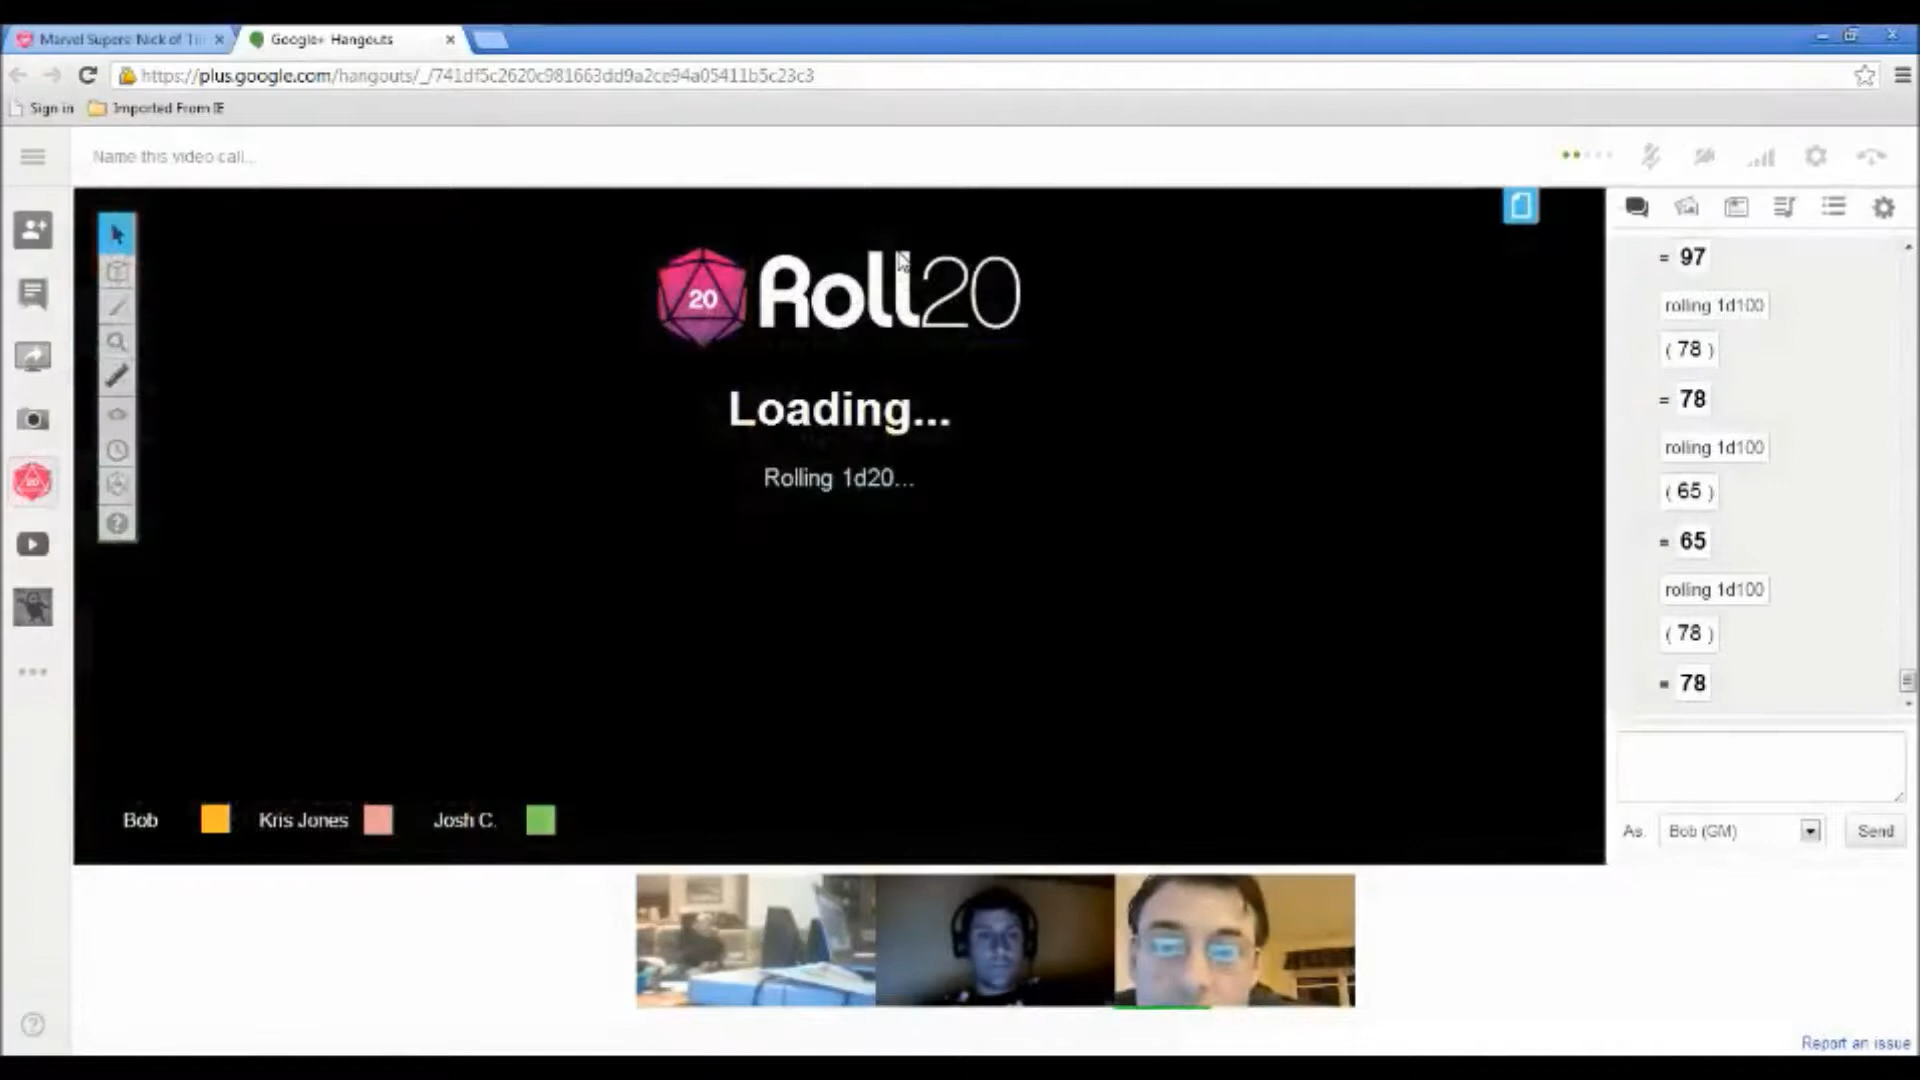 Marvel Supers: Nick of Ti
Google+ Hangouts
https://plus.google.com/hangouts/_/741df5c2620c981663dd9a2ce94a05411b5c23c3
Sign in
Imported From IE
Name this video call...
20
Roll20
Loading...
Rolling 1d20...
= 97
rolling 1d100
( 78 )
= 78
rolling 1d100
( 65 )
= 65
rolling 1d100
( 78 )
= 78
Bob
Kris Jones
Josh C.
As:
Bob (GM)
Send
20
Report an issue